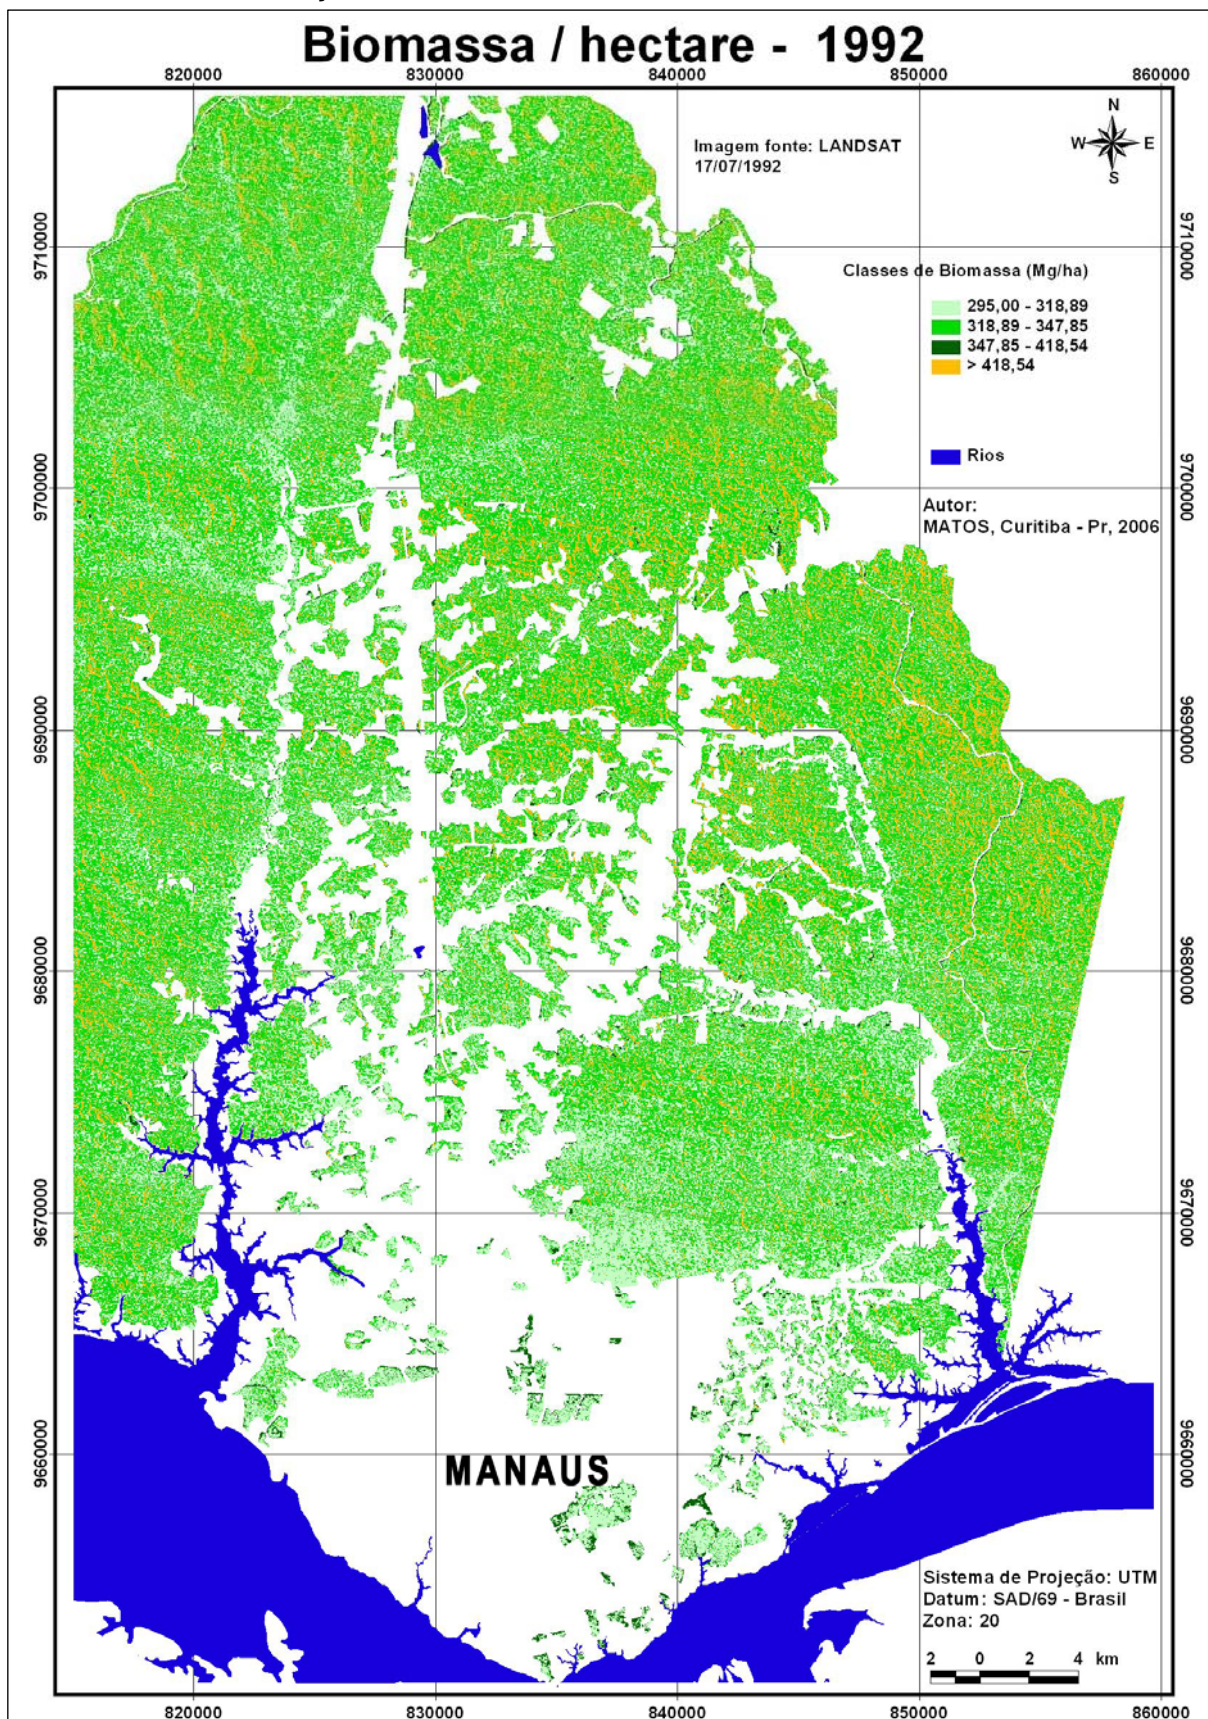 Biomassa / hectare - 1992
820000 830000 840000 850000 860000
N
W E
S
Imagem fonte: LANDSAT
17/07/1992
9710000 9710000
Classes de Biomassa (Mg/ha)
295,00 - 318,89
318,89 - 347,85
347,85 - 418,54
> 418,54
Rios
9700000 9700000
Autor:
MATOS, Curitiba - Pr, 2006
9690000 9690000
9680000 9680000
9670000 9670000
9660000 9660000
MANAUS
Sistema de Projeção: UTM
Datum: SAD/69 - Brasil
Zona: 20
2 0 2 4 km
820000 830000 840000 850000 860000